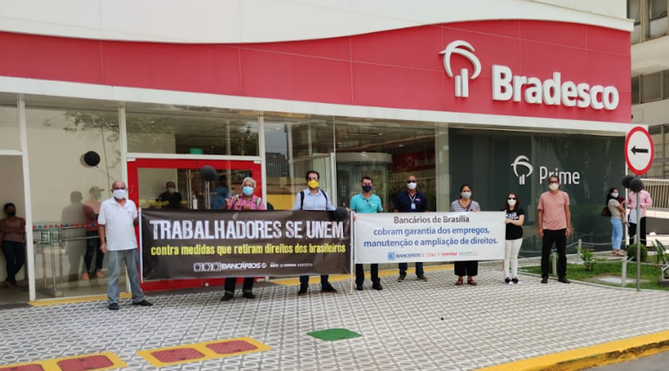 Bradesco
Prime
TRABALHADORES SE UNEM
contra medidas que retiram direitos dos brasileiros
BANCÁRIOS
Bancários de Brasília
cobram garantia dos empregos,
manutenção e ampliação de direitos.
BANCÁRIOS